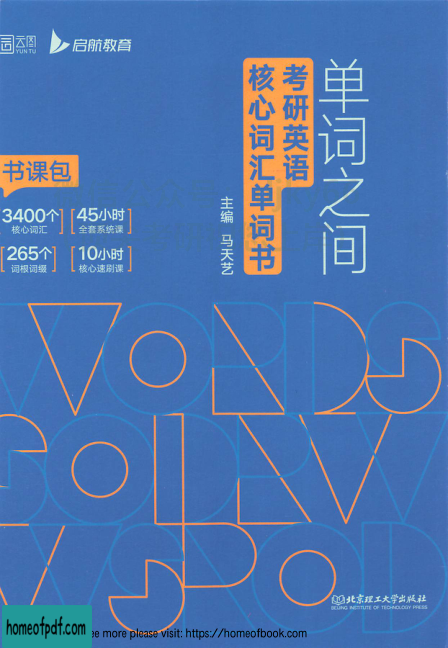 云图
YUN TU
启航教育
单词之间
考研英语
核心词汇单词书
主编 马天艺
书课包
3400个
核心词汇
45小时
全套系统课
265个
词根词缀
10小时
核心速刷课
WORDS
北京理工大学出版社
BEIJING INSTITUTE OF TECHNOLOGY PRESS
homeofpdf.com
ee more please visit: https://homeofbook.com